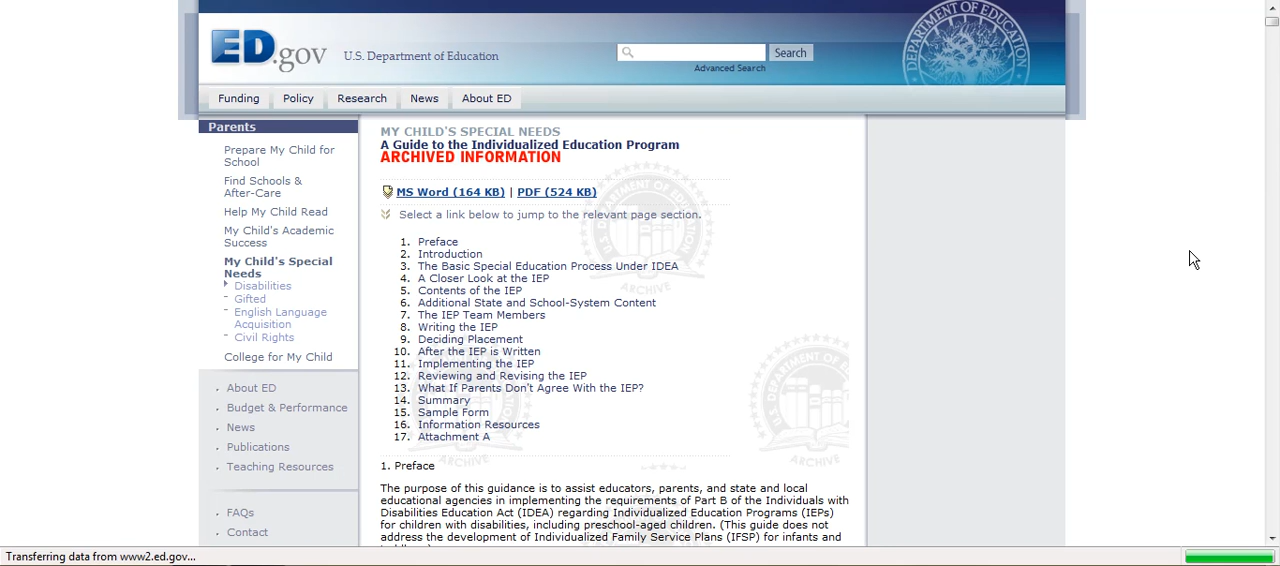 ED.gov U.S. Department of Education
Search
Advanced Search
DEPARTMENT OF EDUCATION
Funding Policy Research News About ED
Parents
Prepare My Child for
School
Find Schools &
After-Care
Help My Child Read
My Child's Academic
Success
My Child's Special
Needs
Disabilities
Gifted
English Language
Acquisition
Civil Rights
College for My Child
About ED
Budget & Performance
News
Publications
Teaching Resources
FAQs
Contact
MY CHILD'S SPECIAL NEEDS
A Guide to the Individualized Education Program
ARCHIVED INFORMATION
MS Word (164 KB) | PDF (524 KB)
Select a link below to jump to the relevant page section.
1. Preface
2. Introduction
3. The Basic Special Education Process Under IDEA
4. A Closer Look at the IEP
5. Contents of the IEP
6. Additional State and School-System Content
7. The IEP Team Members
8. Writing the IEP
9. Deciding Placement
10. After the IEP is Written
11. Implementing the IEP
12. Reviewing and Revising the IEP
13. What If Parents Don't Agree With the IEP?
14. Summary
15. Sample Form
16. Information Resources
17. Attachment A
1. Preface
The purpose of this guidance is to assist educators, parents, and state and local
educational agencies in implementing the requirements of Part B of the Individuals with
Disabilities Education Act (IDEA) regarding Individualized Education Programs (IEPs)
for children with disabilities, including preschool-aged children. (This guide does not
address the development of Individualized Family Service Plans (IFSP) for infants and
Transferring data from www2.ed.gov...